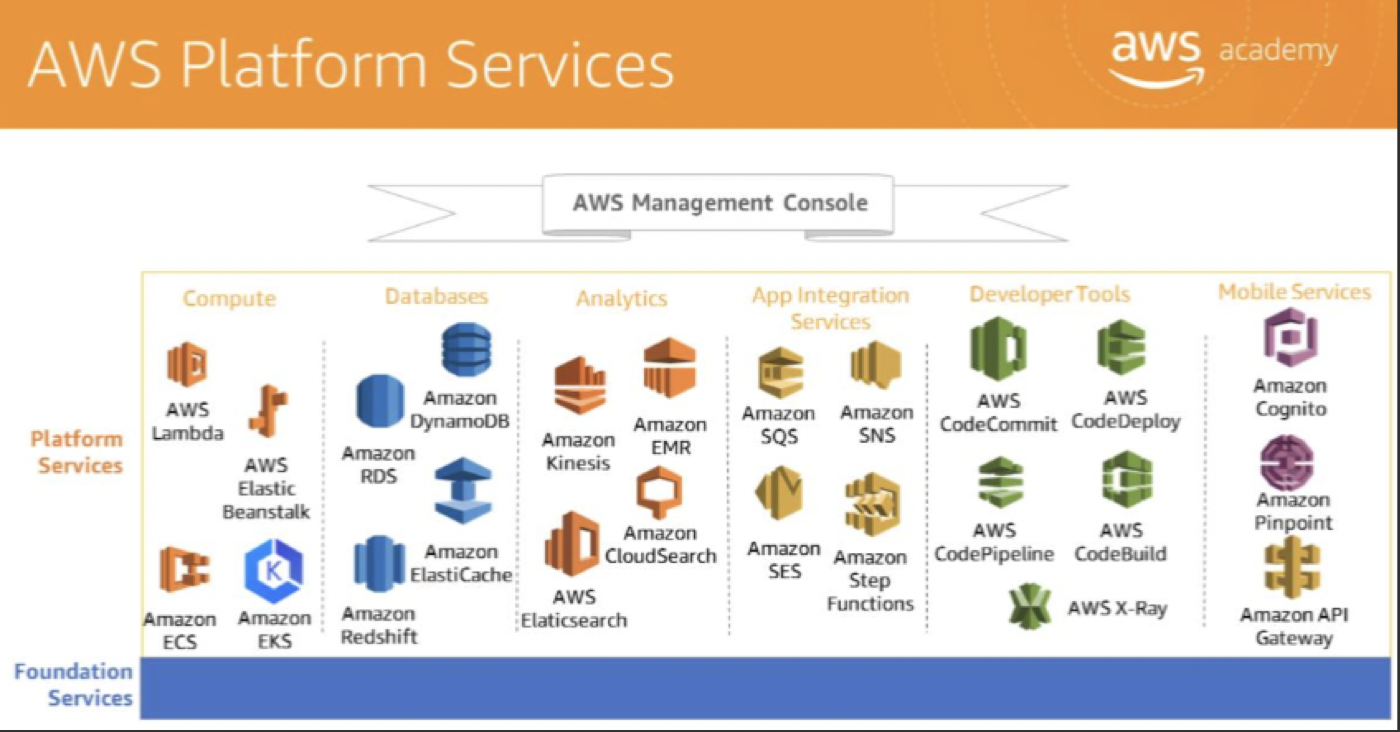 AWS Platform Services
aws academy
AWS Management Console
Platform
Services
Compute
AWS
Lambda
AWS
Elastic
Beanstalk
Amazon
ECS
K
Amazon
EKS
Databases
Amazon
DynamoDB
Amazon
RDS
Amazon
ElastiCache
Amazon
Redshift
Analytics
Amazon
Kinesis
Amazon
EMR
Amazon
CloudSearch
AWS
Elaticsearch
App Integration
Services
Amazon
SQS
Amazon
SNS
Amazon
SES
Amazon
Step
Functions
Developer Tools
AWS
CodeCommit
AWS
CodeDeploy
AWS
CodePipeline
AWS
CodeBuild
AWS X-Ray
Mobile Services
Amazon
Cognito
Amazon
Pinpoint
Amazon API
Gateway
Foundation
Services